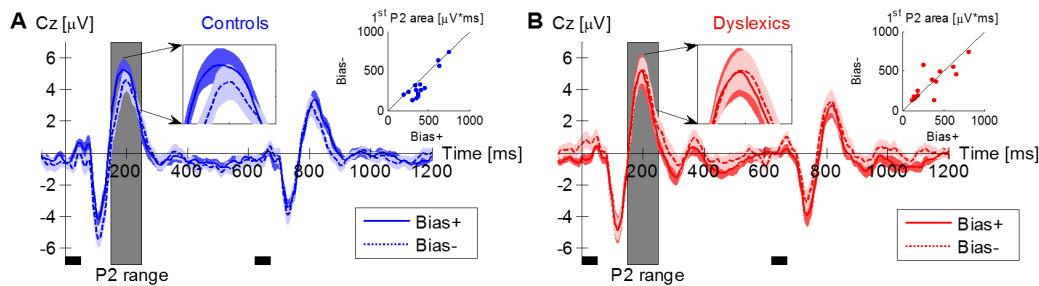 A
Cz [µV]
Controls
1st P2 area [µV*ms]
1000
500
0
Bias-
0
500
1000
Bias+
6
4
2
-2
-4
-6
200
400
600
800
1000
1200
Time [ms]
Bias+
Bias-
P2 range
B
Cz [µV]
Dyslexics
1st P2 area [µV*ms]
1000
500
0
Bias-
0
500
1000
Bias+
6
4
2
-2
-4
-6
200
400
600
800
1000
1200
Time [ms]
Bias+
Bias-
P2 range